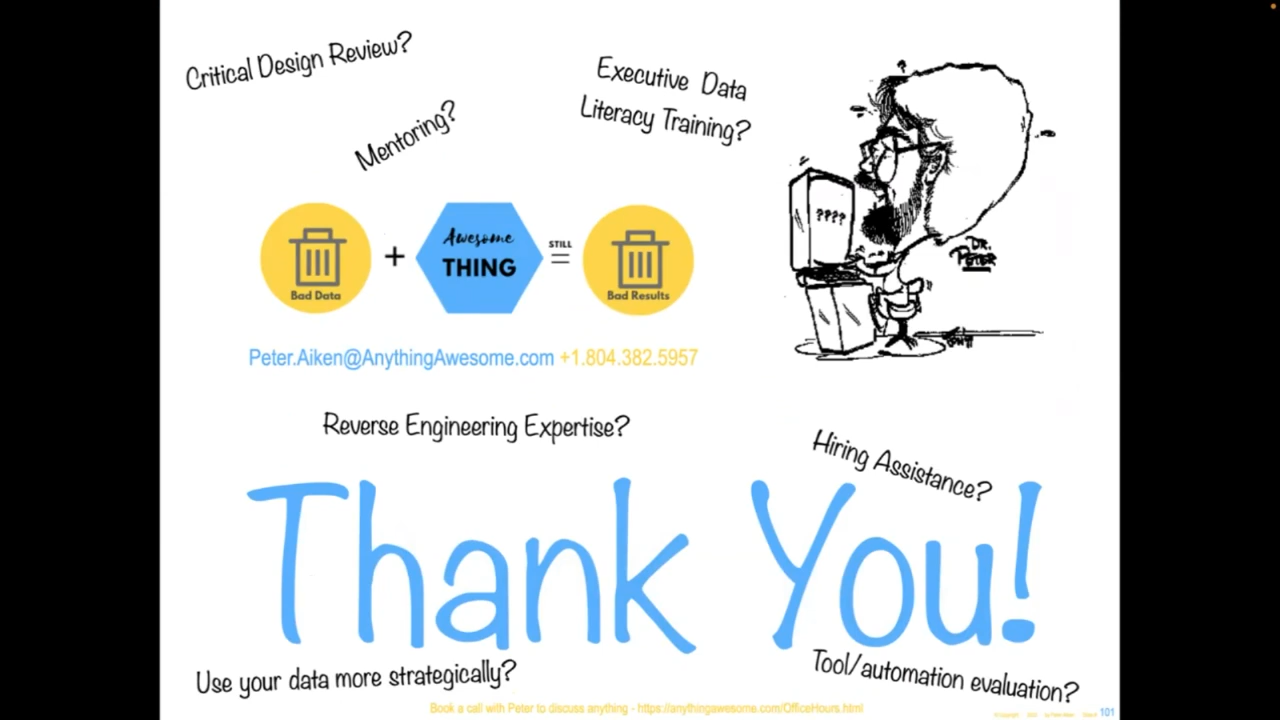 Critical Design Review?
Mentoring?
Executive Data
Literacy Training?
????
DR.
PETER
Bad Data
+
Awesome
THING
STILL
=
Bad Results
Peter.Aiken@AnythingAwesome.com +1.804.382.5957
Reverse Engineering Expertise?
Hiring Assistance?
Thank You!
Use your data more strategically?
Tool/automation evaluation?
Book a call with Peter to discuss anything - https://anythingawesome.com/OfficeHours.html
101